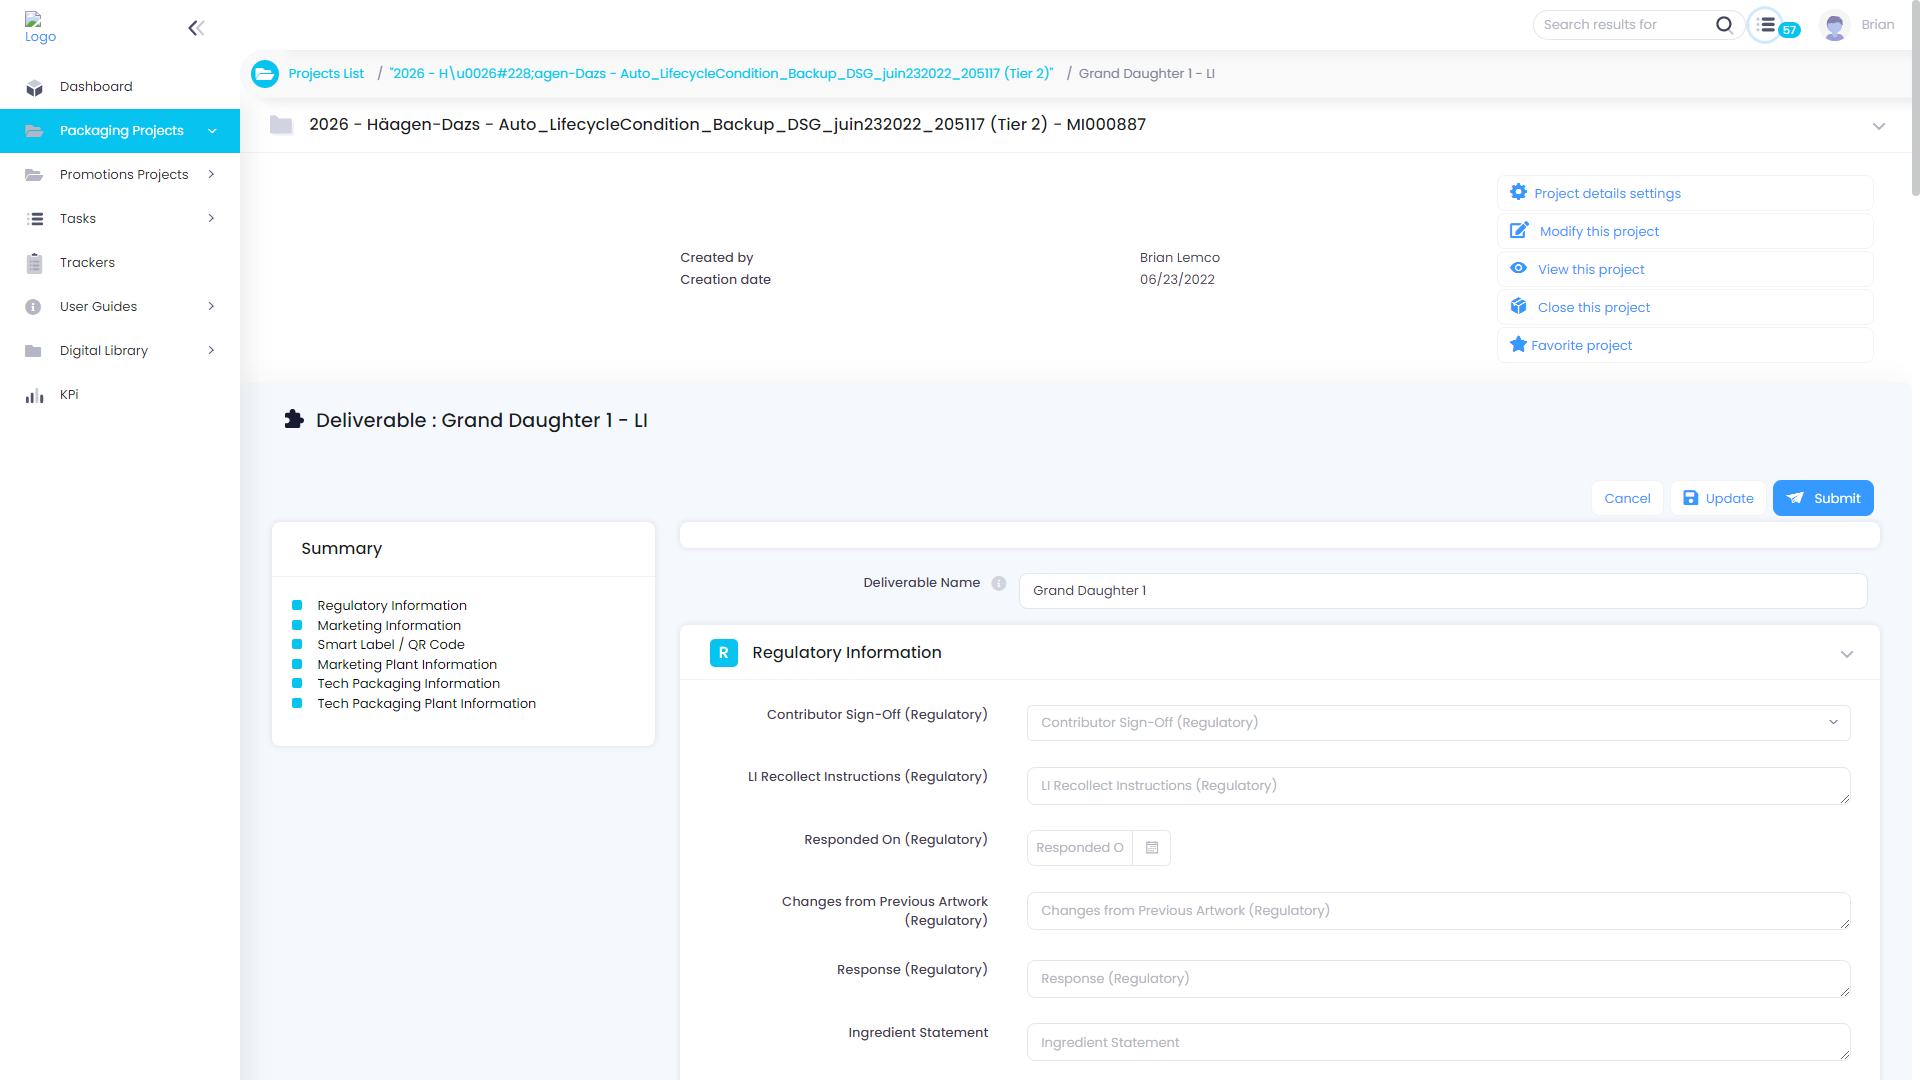 Logo
Search results for
57
Brian
Projects List / "2026 - H\u0026#228;agen-Dazs - Auto_LifecycleCondition_Backup_DSG_juin232022_205117 (Tier 2)" / Grand Daughter 1 - LI
Dashboard
Packaging Projects
Promotions Projects
Tasks
Trackers
User Guides
Digital Library
KPi
2026 - Häagen-Dazs - Auto_LifecycleCondition_Backup_DSG_juin232022_205117 (Tier 2) - MI000887
Created by Brian Lemco
Creation date 06/23/2022
Project details settings
Modify this project
View this project
Close this project
Favorite project
Deliverable : Grand Daughter 1 - LI
Cancel
Update
Submit
Summary
Regulatory Information
Marketing Information
Smart Label / QR Code
Marketing Plant Information
Tech Packaging Information
Tech Packaging Plant Information
Deliverable Name Grand Daughter 1
R Regulatory Information
Contributor Sign-Off (Regulatory) Contributor Sign-Off (Regulatory)
LI Recollect Instructions (Regulatory) LI Recollect Instructions (Regulatory)
Responded On (Regulatory) Responded O
Changes from Previous Artwork
(Regulatory)
Changes from Previous Artwork (Regulatory)
Response (Regulatory) Response (Regulatory)
Ingredient Statement Ingredient Statement